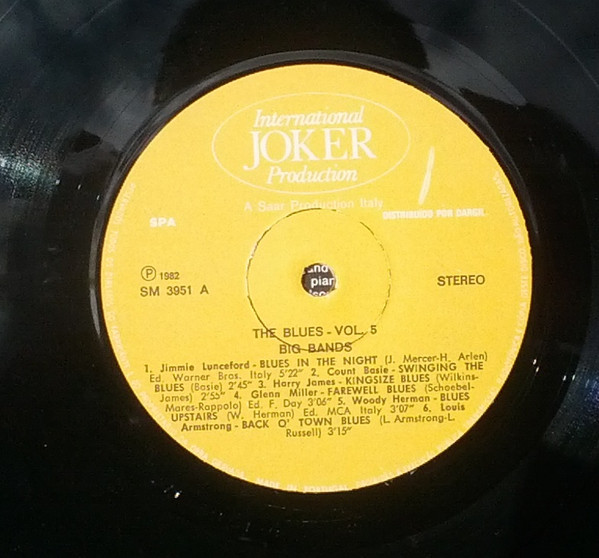 International
JOKER
Production
A Saar Production Italy
SPA
DISTRIBUIDO POR DARGIL
Ⓟ 1982
SM 3951 A
STEREO
and
pian
THE BLUES - VOL. 5
BIG BANDS
1. Jimmie Lunceford - BLUES IN THE NIGHT (J. Mercer-H. Arlen)
Ed. Warner Bros. Italy 5'22" 2. Count Basie - SWINGING THE
BLUES (Basie) 2'45" 3. Harry James - KINGSIZE BLUES (Wilkins-
James) 2'55" 4. Glenn Miller - FAREWELL BLUES (Schoebel-
Mares-Rappolo) Ed. F. Day 3'06" 5. Woody Herman - BLUES
UPSTAIRS (W. Herman) Ed. MCA Italy 3'07" 6. Louis
Armstrong - BACK O' TOWN BLUES (L. Armstrong-L.
Russell) 3'15"
MADE IN PORTUGAL